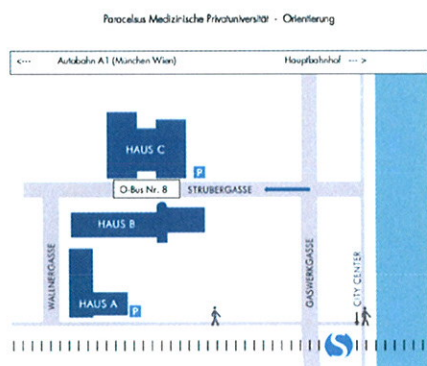 Paracelsus Medizinische Privatuniversität - Orientierung
<--- Autobahn A1 (München Wien) Hauptbahnhof --->
HAUS C
P
O-Bus Nr. 8 STRUBERGASSE
HAUS B
WALLNERGASSE
GASWERKGASSE
CITY CENTER
HAUS A
P
S